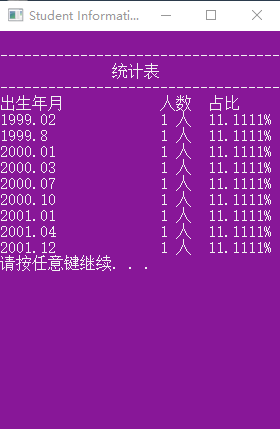 Student Informati...
统计表
出生年月 人数 占比
1999.02 1 人 11.1111%
1999.8 1 人 11.1111%
2000.01 1 人 11.1111%
2000.03 1 人 11.1111%
2000.07 1 人 11.1111%
2000.10 1 人 11.1111%
2001.01 1 人 11.1111%
2001.04 1 人 11.1111%
2001.12 1 人 11.1111%
请按任意键继续. . .